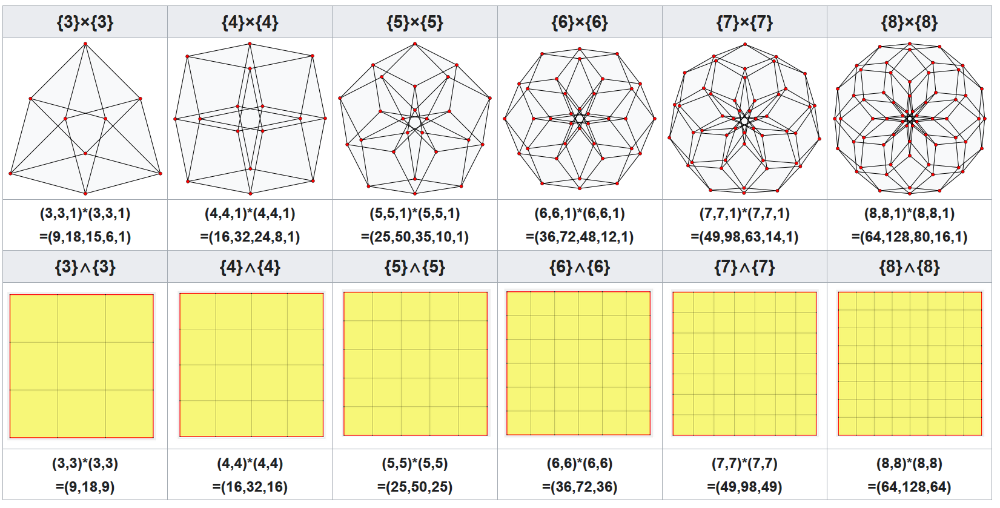 {3}×{3} {4}×{4} {5}×{5} {6}×{6} {7}×{7} {8}×{8}
(3,3,1)*(3,3,1) (4,4,1)*(4,4,1) (5,5,1)*(5,5,1) (6,6,1)*(6,6,1) (7,7,1)*(7,7,1) (8,8,1)*(8,8,1)
=(9,18,15,6,1) =(16,32,24,8,1) =(25,50,35,10,1) =(36,72,48,12,1) =(49,98,63,14,1) =(64,128,80,16,1)
{3}∧{3} {4}∧{4} {5}∧{5} {6}∧{6} {7}∧{7} {8}∧{8}
(3,3)*(3,3) (4,4)*(4,4) (5,5)*(5,5) (6,6)*(6,6) (7,7)*(7,7) (8,8)*(8,8)
=(9,18,9) =(16,32,16) =(25,50,25) =(36,72,36) =(49,98,49) =(64,128,64)